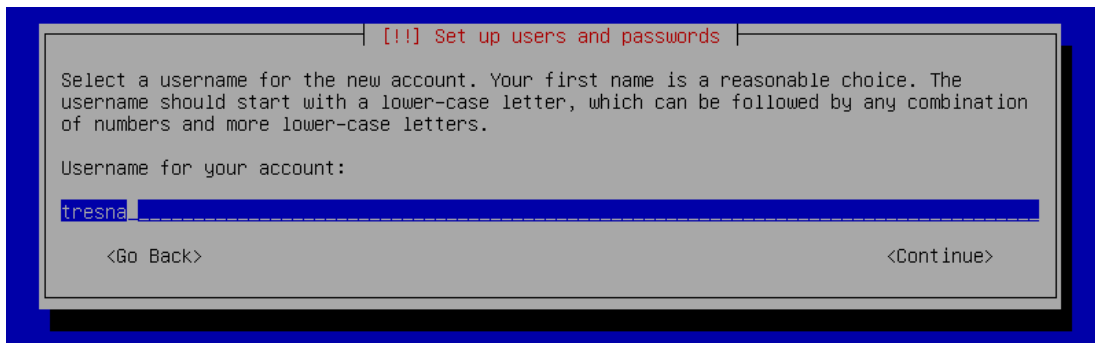 [!!] Set up users and passwords
Select a username for the new account. Your first name is a reasonable choice. The
username should start with a lower-case letter, which can be followed by any combination
of numbers and more lower-case letters.
Username for your account:
tresna
<Go Back> <Continue>